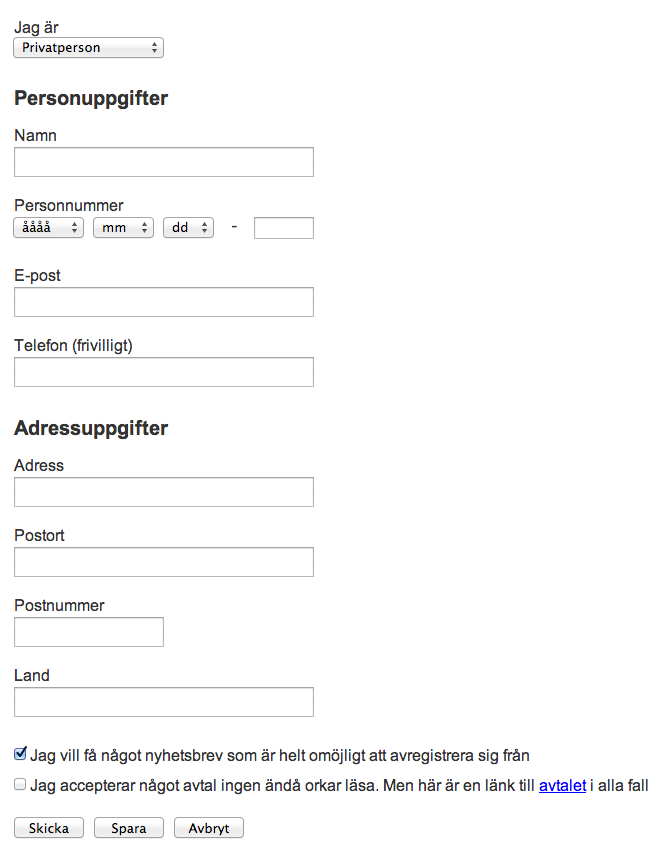 Jag är
Privatperson
Personuppgifter
Namn
Personnummer
åååå mm dd -
E-post
Telefon (frivilligt)
Adressuppgifter
Adress
Postort
Postnummer
Land
Jag vill få något nyhetsbrev som är helt omöjligt att avregistrera sig från
Jag accepterar något avtal ingen ändå orkar läsa. Men här är en länk till avtalet i alla fall
Skicka Spara Avbryt